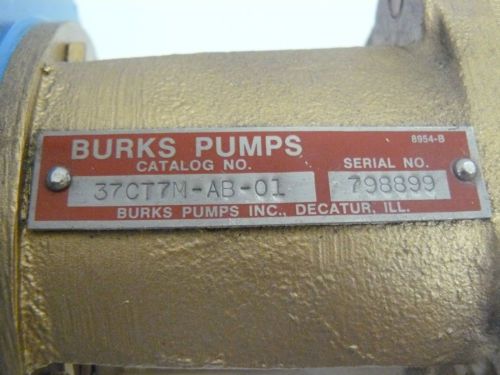 BURKS PUMPS
8954-B
CATALOG NO.
SERIAL NO.
37CT7M-AB-01
798899
BURKS PUMPS INC., DECATUR, ILL.